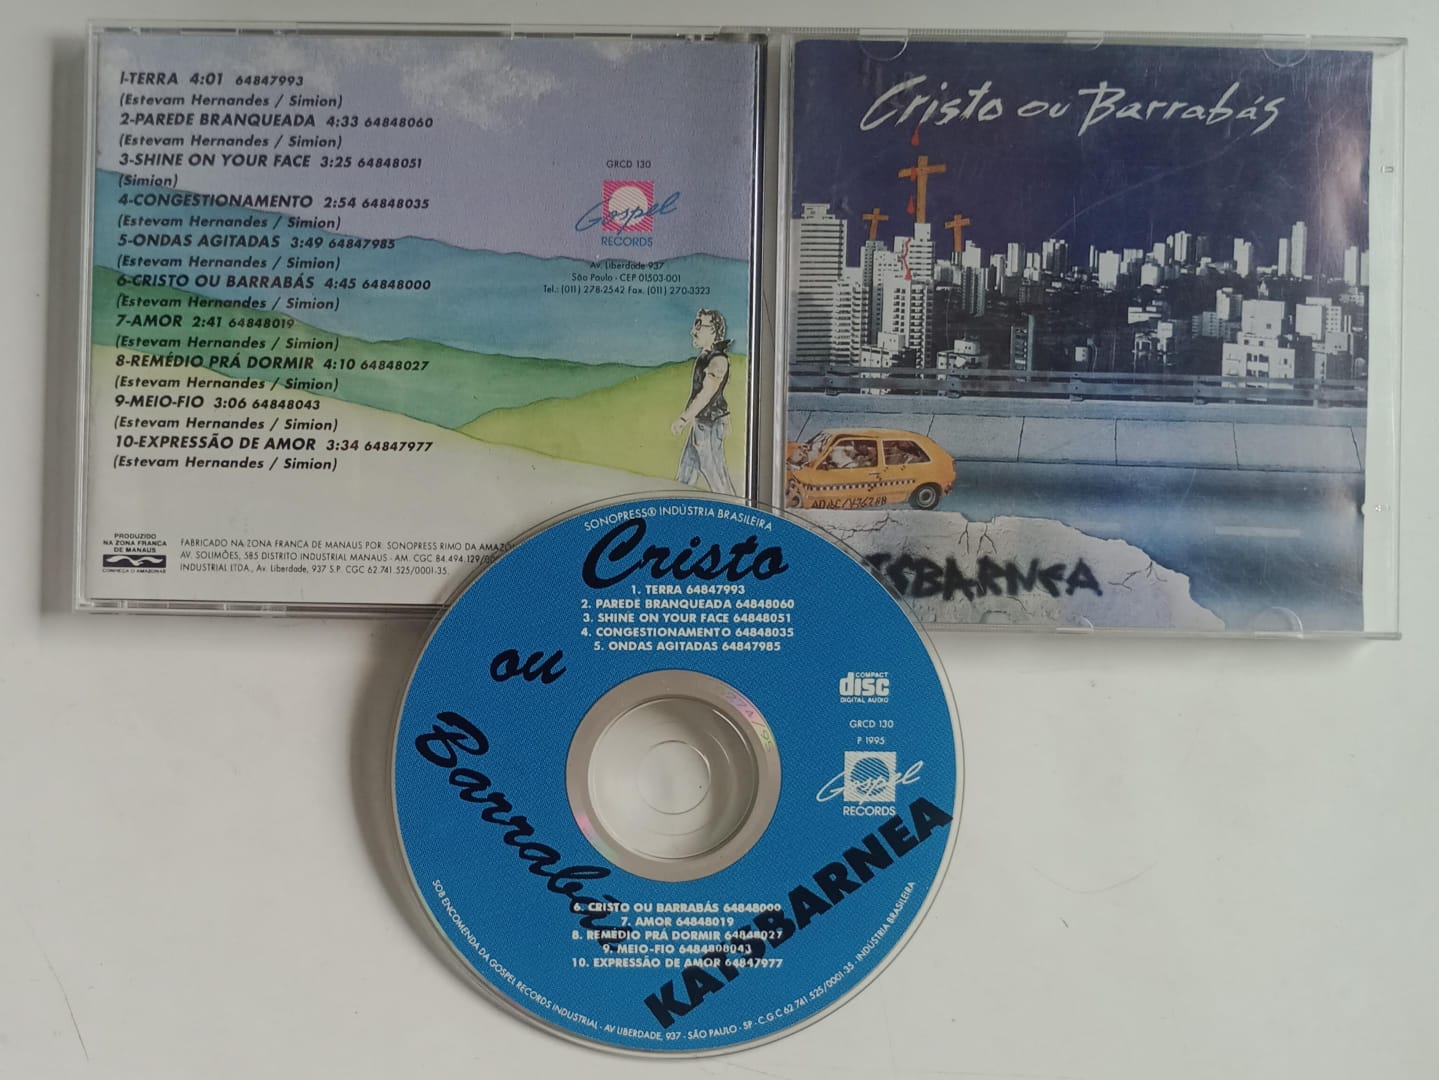 1-TERRA 4:01 64847993
(Estevam Hernandes / Simion)
2-PAREDE BRANQUEADA 4:33 64848060
(Estevam Hernandes / Simion)
3-SHINE ON YOUR FACE 3:25 64848051
(Simion)
4-CONGESTIONAMENTO 2:54 64848035
(Estevam Hernandes / Simion)
5-ONDAS AGITADAS 3:49 64847985
(Estevam Hernandes / Simion)
6-CRISTO OU BARRABÁS 4:45 64848000
(Estevam Hernandes / Simion)
7-AMOR 2:41 64848019
(Estevam Hernandes / Simion)
8-REMÉDIO PRÁ DORMIR 4:10 64848027
(Estevam Hernandes / Simion)
9-MEIO-FIO 3:06 64848043
(Estevam Hernandes / Simion)
10-EXPRESSÃO DE AMOR 3:34 64847977
(Estevam Hernandes / Simion)
GRCD 130
Gospel
RECORDS
Av. Liberdade 937
São Paulo - CEP 01503-001
Tel.: (011) 278-2542 Fax. (011) 270-3323
PRODUZIDO
NA ZONA FRANCA
DE MANAUS
CONHEÇA O AMAZONAS
FABRICADO NA ZONA FRANCA DE MANAUS POR: SONOPRESS RIMO DA AMAZÔ
AV. SOLIMÕES, 585 DISTRITO INDUSTRIAL MANAUS - AM. CGC 84.494.129/00
INDUSTRIAL LTDA., Av. Liberdade, 937 S.P. CGC 62.741.525/0001-35.
Cristo ou Barrabás
ISBARNEA
SONOPRESS® INDÚSTRIA BRASILEIRA
Cristo
1. TERRA 64847993
2. PAREDE BRANQUEADA 64848060
3. SHINE ON YOUR FACE 64848051
4. CONGESTIONAMENTO 64848035
5. ONDAS AGITADAS 64847985
ou
Barrabás
COMPACT
disc
DIGITAL AUDIO
GRCD 130
P 1995
Gospel
RECORDS
KATSBARNEA
6. CRISTO OU BARRABÁS 64848000
7. AMOR 64848019
8. REMÉDIO PRÁ DORMIR 64848027
9. MEIO-FIO 6484808043
10. EXPRESSÃO DE AMOR 64847977
SOB ENCOMENDA DA GOSPEL RECORDS INDUSTRIAL - AV LIBERDADE, 937 - SÃO PAULO - SP - C.G.C 62.741.525/0001-35 - INDÚSTRIA BRASILEIRA